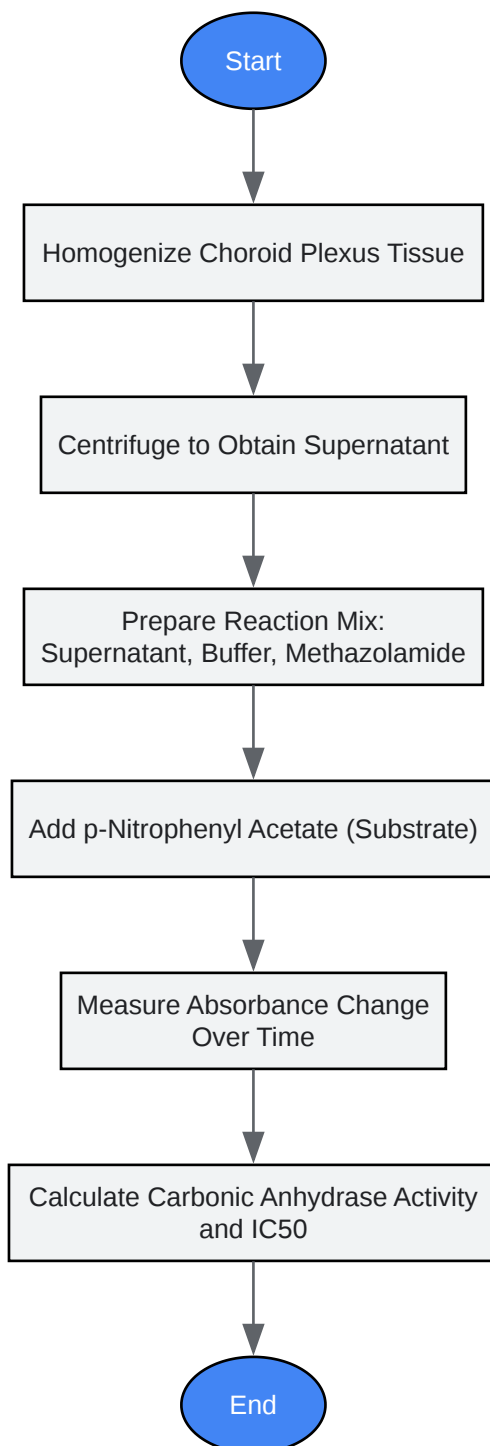 Start
Homogenize Choroid Plexus Tissue
Centrifuge to Obtain Supernatant
Prepare Reaction Mix:
Supernatant, Buffer, Methazolamide
Add p-Nitrophenyl Acetate (Substrate)
Measure Absorbance Change
Over Time
Calculate Carbonic Anhydrase Activity
and IC50
End